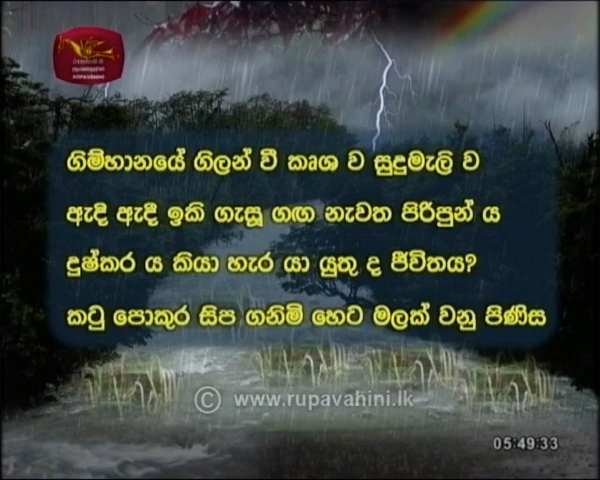 ගිම්හානයේ ගිලන් වී කෘශ ව සුදුමැලි ව
ඇදි ඇදී ඉකි ගැසූ ගඟ නැවත පිරිපුන් ය
දුෂ්කර ය කියා හැර යා යුතු ද ජීවිතය?
කටු පොකුර සිප ගනිමි හෙට මලක් වනු පිණිස
© www.rupavahini.lk
05:49:33